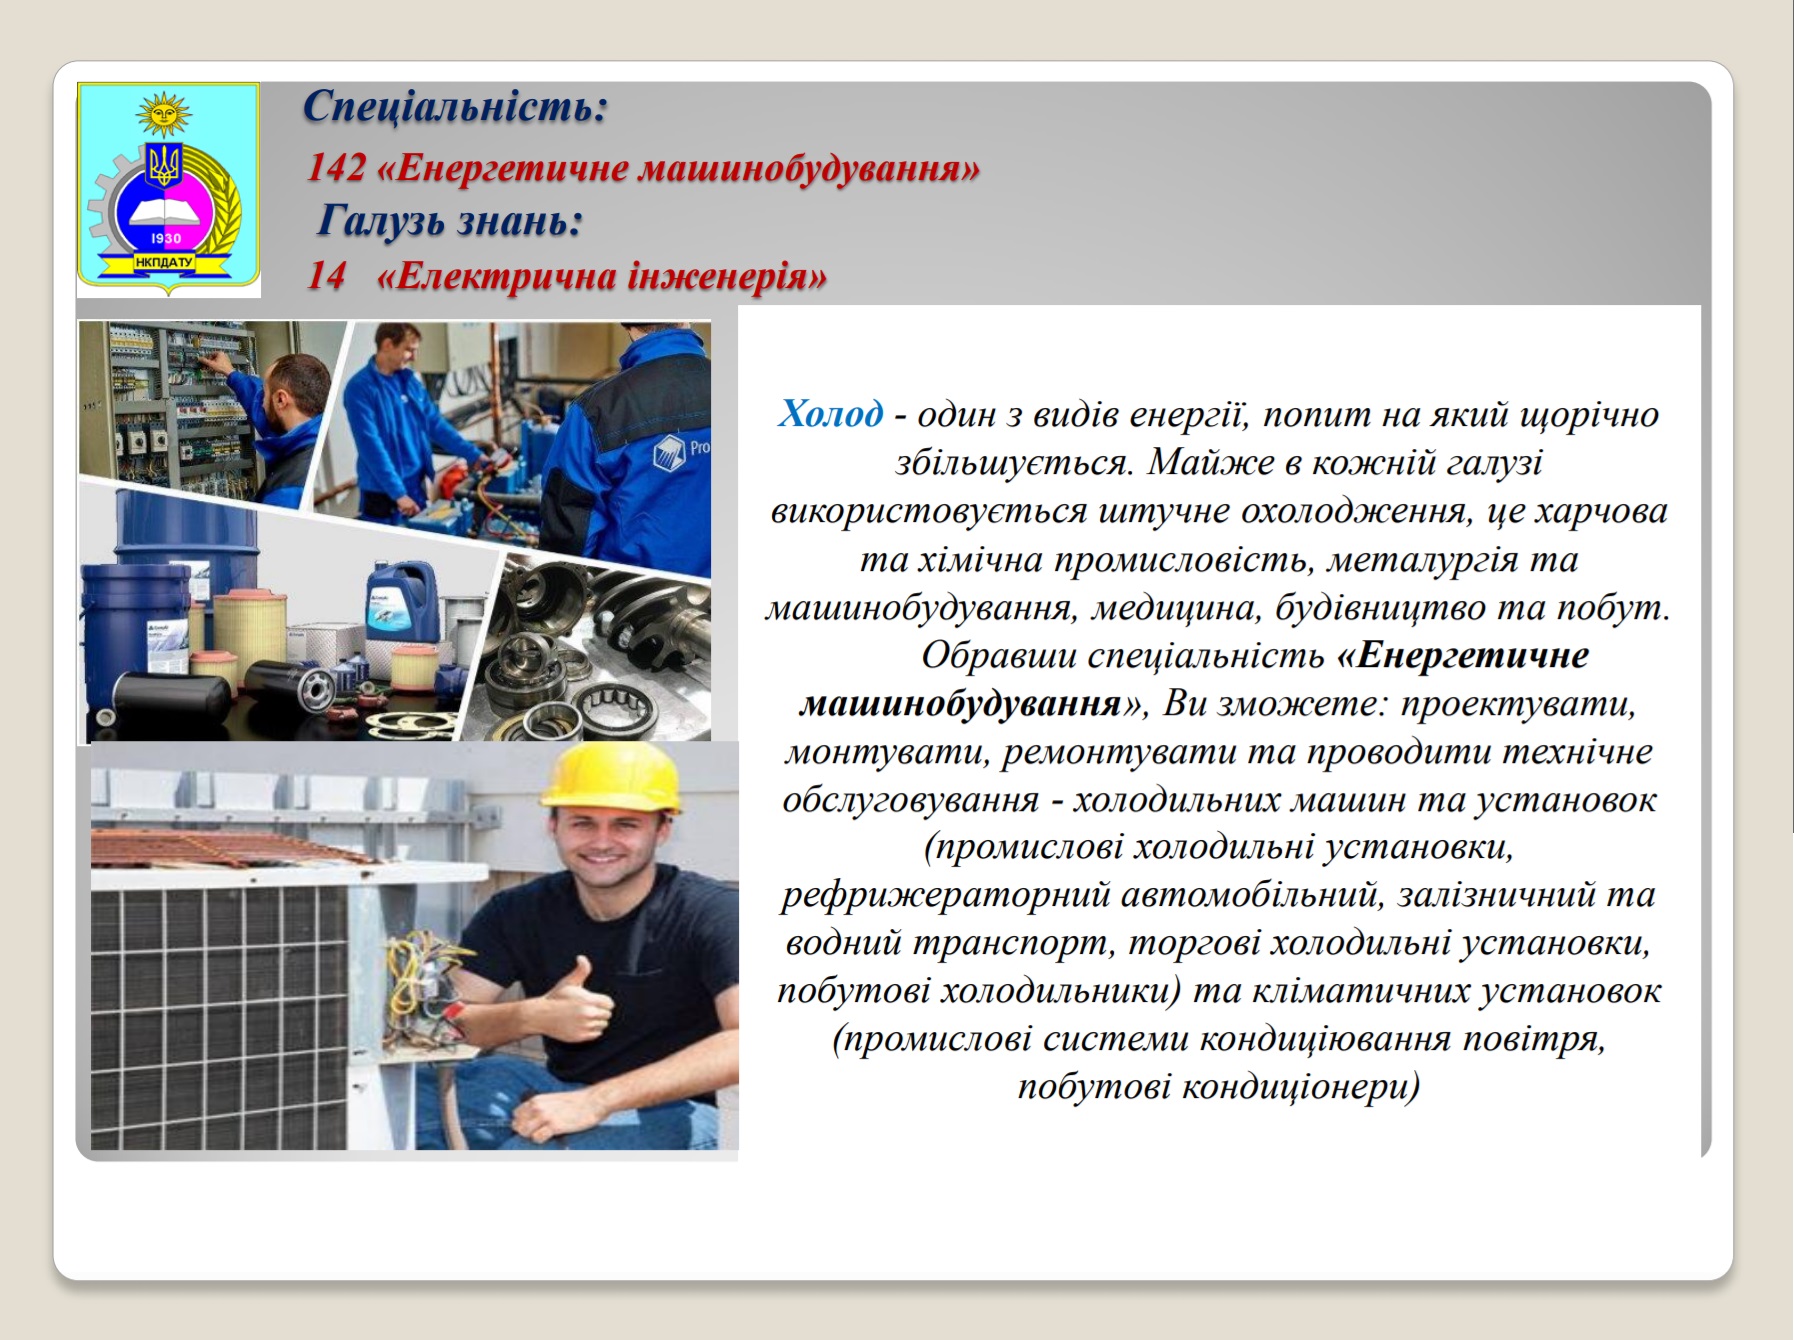 Спеціальність:
142 «Енергетичне машинобудування»
Галузь знань:
14 «Електрична інженерія»
1930
НКПДАТУ
Pro
Холод - один з видів енергії, попит на який щорічно
збільшується. Майже в кожній галузі
використовується штучне охолодження, це харчова
та хімічна промисловість, металургія та
машинобудування, медицина, будівництво та побут.
Обравши спеціальність «Енергетичне
машинобудування», Ви зможете: проектувати,
монтувати, ремонтувати та проводити технічне
обслуговування - холодильних машин та установок
(промислові холодильні установки,
рефрижераторний автомобільний, залізничний та
водний транспорт, торгові холодильні установки,
побутові холодильники) та кліматичних установок
(промислові системи кондиціювання повітря,
побутові кондиціонери)